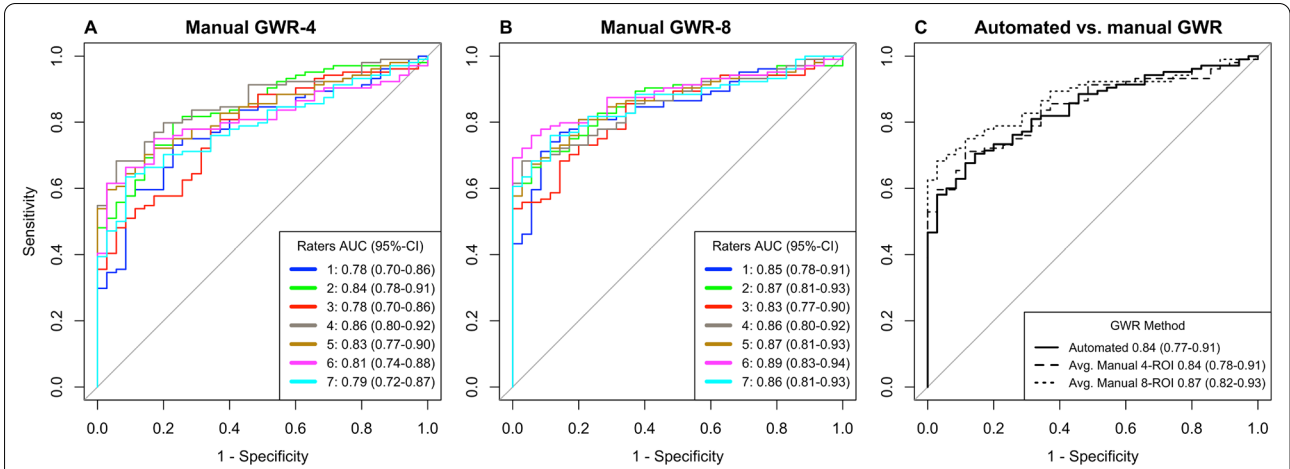 A Manual GWR-4
Sensitivity
1.0
0.8
0.6
0.4
0.2
0.0
Raters AUC (95%-CI)
1: 0.78 (0.70-0.86)
2: 0.84 (0.78-0.91)
3: 0.78 (0.70-0.86)
4: 0.86 (0.80-0.92)
5: 0.83 (0.77-0.90)
6: 0.81 (0.74-0.88)
7: 0.79 (0.72-0.87)
0.0 0.2 0.4 0.6 0.8 1.0
1 - Specificity
B Manual GWR-8
1.0
0.8
0.6
0.4
0.2
0.0
Raters AUC (95%-CI)
1: 0.85 (0.78-0.91)
2: 0.87 (0.81-0.93)
3: 0.83 (0.77-0.90)
4: 0.86 (0.80-0.92)
5: 0.87 (0.81-0.93)
6: 0.89 (0.83-0.94)
7: 0.86 (0.81-0.93)
0.0 0.2 0.4 0.6 0.8 1.0
1 - Specificity
C Automated vs. manual GWR
1.0
0.8
0.6
0.4
0.2
0.0
GWR Method
Automated 0.84 (0.77-0.91)
Avg. Manual 4-ROI 0.84 (0.78-0.91)
Avg. Manual 8-ROI 0.87 (0.82-0.93)
0.0 0.2 0.4 0.6 0.8 1.0
1 - Specificity